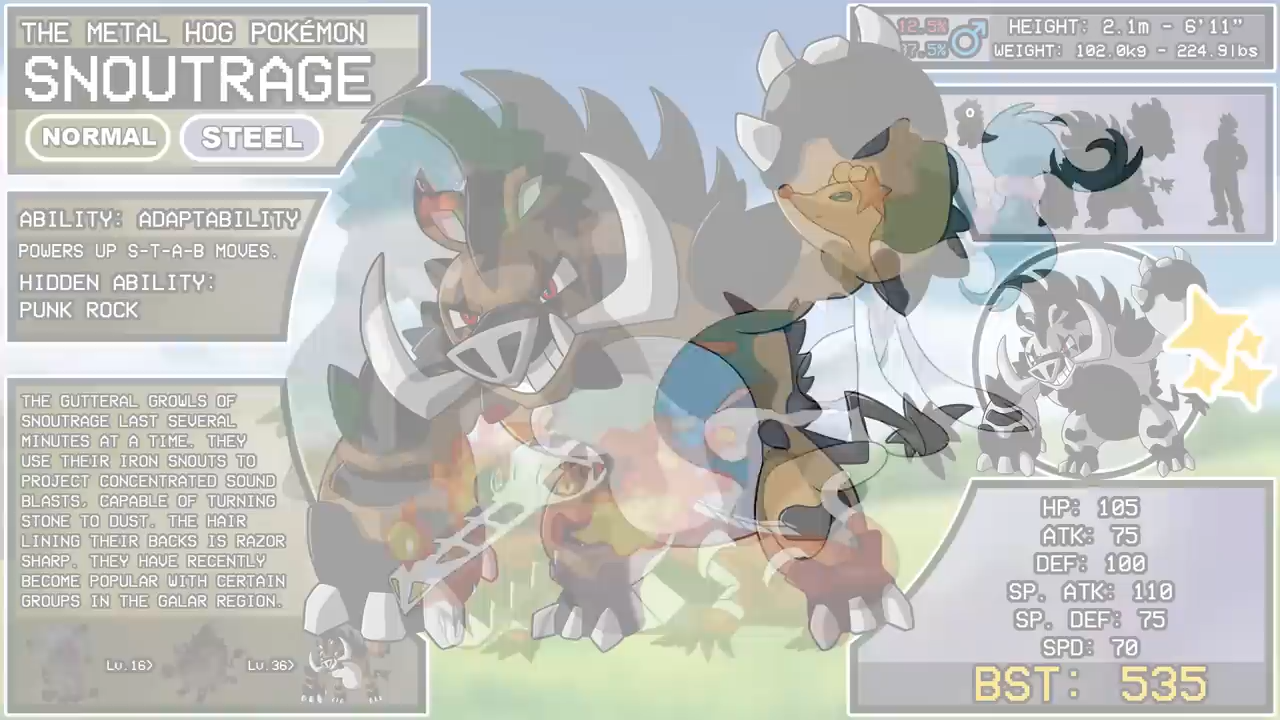 THE METAL HOG POKÉMON
SNOUTRAGE
NORMAL STEEL
ABILITY: ADAPTABILITY
POWERS UP S-T-A-B MOVES.
HIDDEN ABILITY:
PUNK ROCK
THE GUTTERAL GROWLS OF
SNOUTRAGE LAST SEVERAL
MINUTES AT A TIME. THEY
USE THEIR IRON SNOUTS TO
PROJECT CONCENTRATED SOUND
BLASTS, CAPABLE OF TURNING
STONE TO DUST. THE HAIR
LINING THEIR BACKS IS RAZOR
SHARP. THEY HAVE RECENTLY
BECOME POPULAR WITH CERTAIN
GROUPS IN THE GALAR REGION.
Lv.16> Lv.36>
12.5%
37.5%
HEIGHT: 2.1m - 6'11"
WEIGHT: 102.0kg - 224.9lbs
HP: 105
ATK: 75
DEF: 100
SP. ATK: 110
SP. DEF: 75
SPD: 70
BST: 535